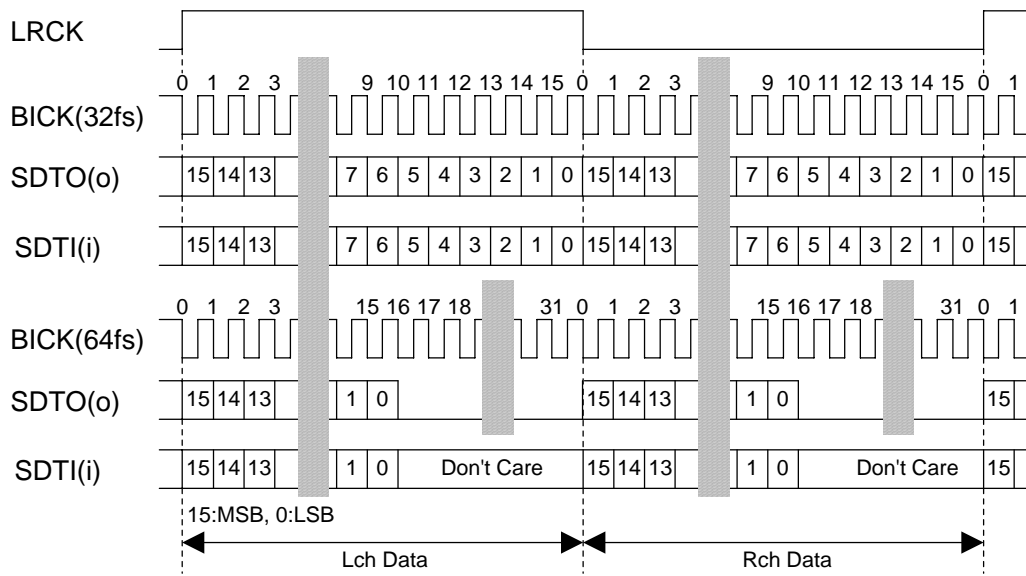 LRCK
0 1 2 3 9 10 11 12 13 14 15 0 1 2 3 9 10 11 12 13 14 15 0 1
BICK(32fs)
SDTO(o) 15 14 13 7 6 5 4 3 2 1 0 15 14 13 7 6 5 4 3 2 1 0 15
SDTI(i) 15 14 13 7 6 5 4 3 2 1 0 15 14 13 7 6 5 4 3 2 1 0 15
0 1 2 3 15 16 17 18 31 0 1 2 3 15 16 17 18 31 0 1
BICK(64fs)
SDTO(o) 15 14 13 1 0 15 14 13 1 0 15
SDTI(i) 15 14 13 1 0 Don't Care 15 14 13 1 0 Don't Care 15
15:MSB, 0:LSB
Lch Data Rch Data